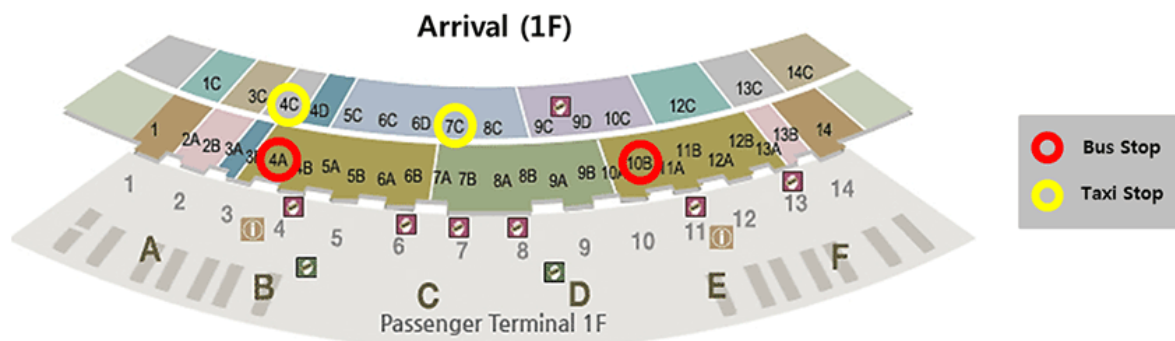 Arrival (1F)
1C 3C 4C 4D 5C 6C 6D 7C 8C 9C 9D 10C 12C 13C 14C
1 2A 2B 3A 4A 4B 5A 5B 6A 6B 7A 7B 8A 8B 9A 9B 10A 10B 11A 11B 12A 12B 13A 13B 14
1 2 3 4 5 6 7 8 9 10 11 12 13 14
A B C D E F
Passenger Terminal 1F
Bus Stop
Taxi Stop